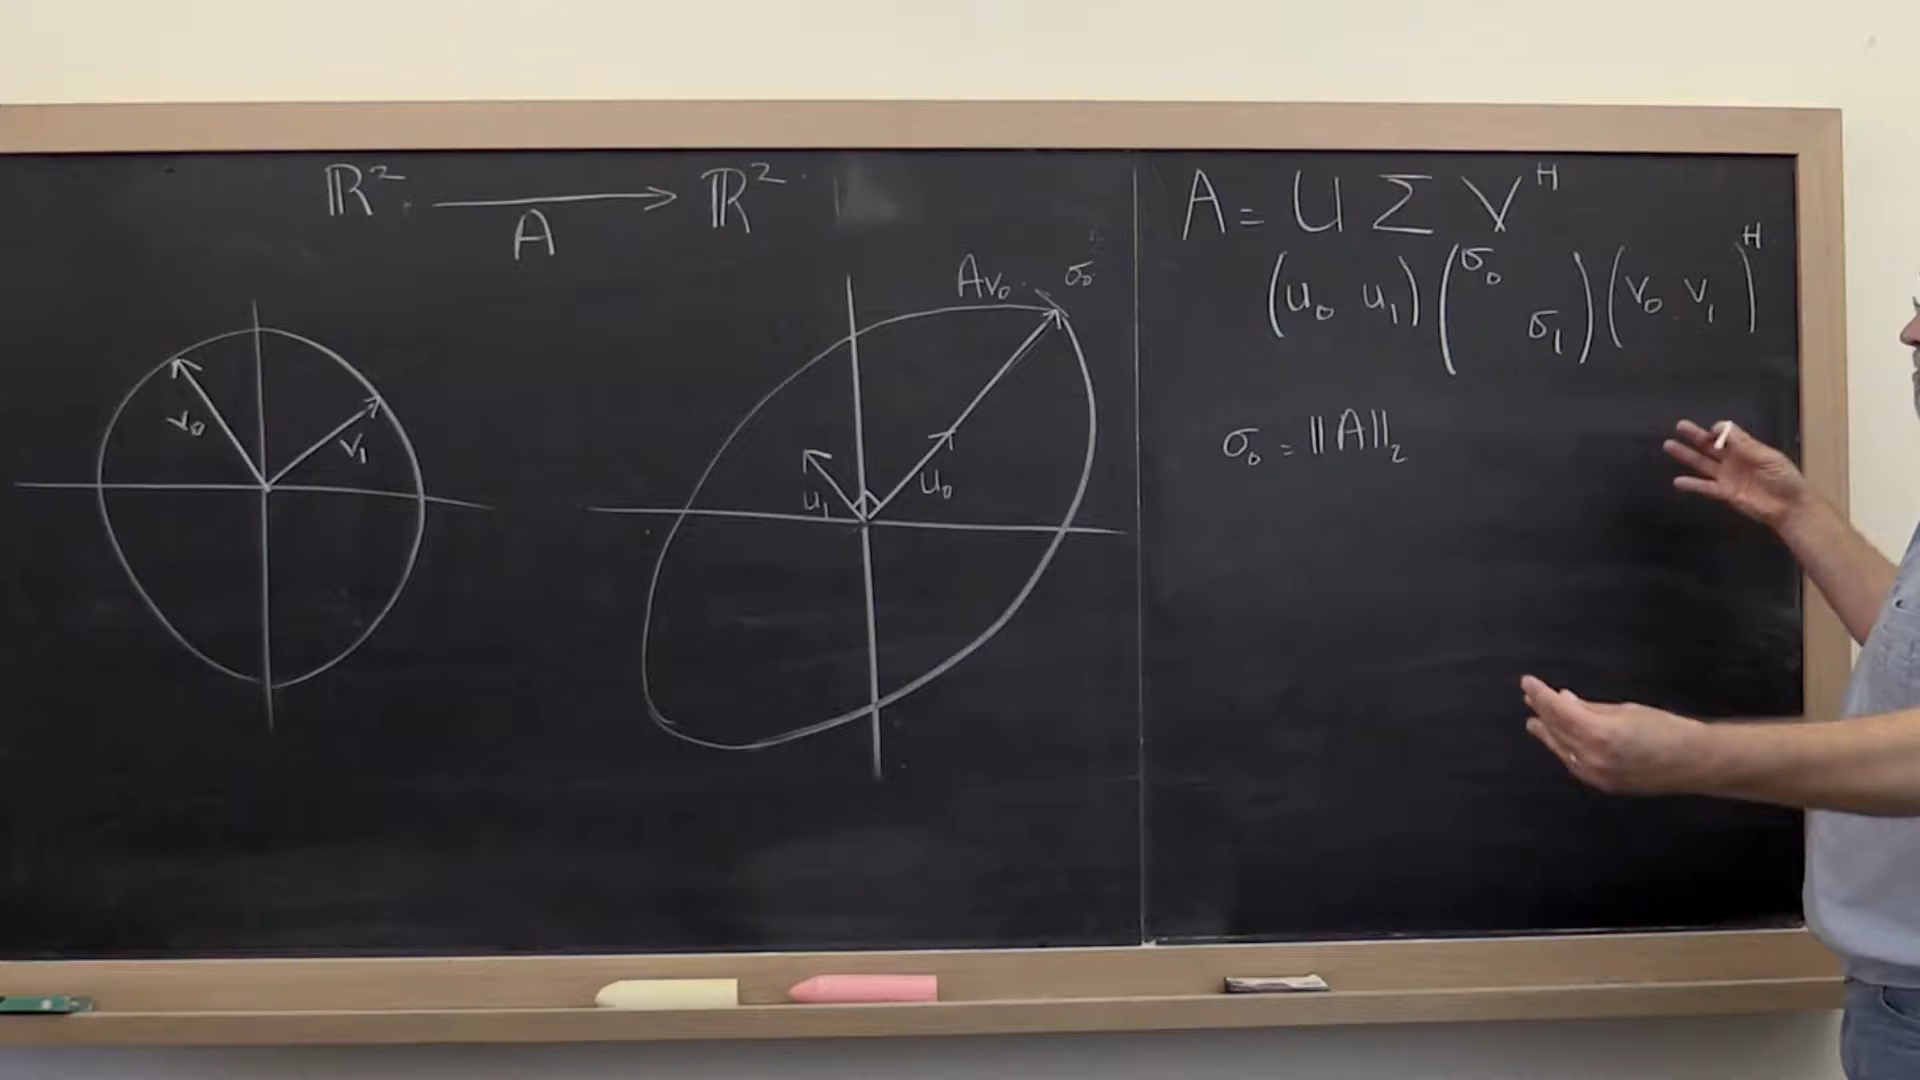 ℝ² → ℝ²
A
v₀
v₁
Av₀ σ₀
u₁ u₀
A = U Σ Vᴴ
(u₀ u₁) (σ₀ σ₁) (v₀ v₁)ᴴ
σ₀ = ||A||₂